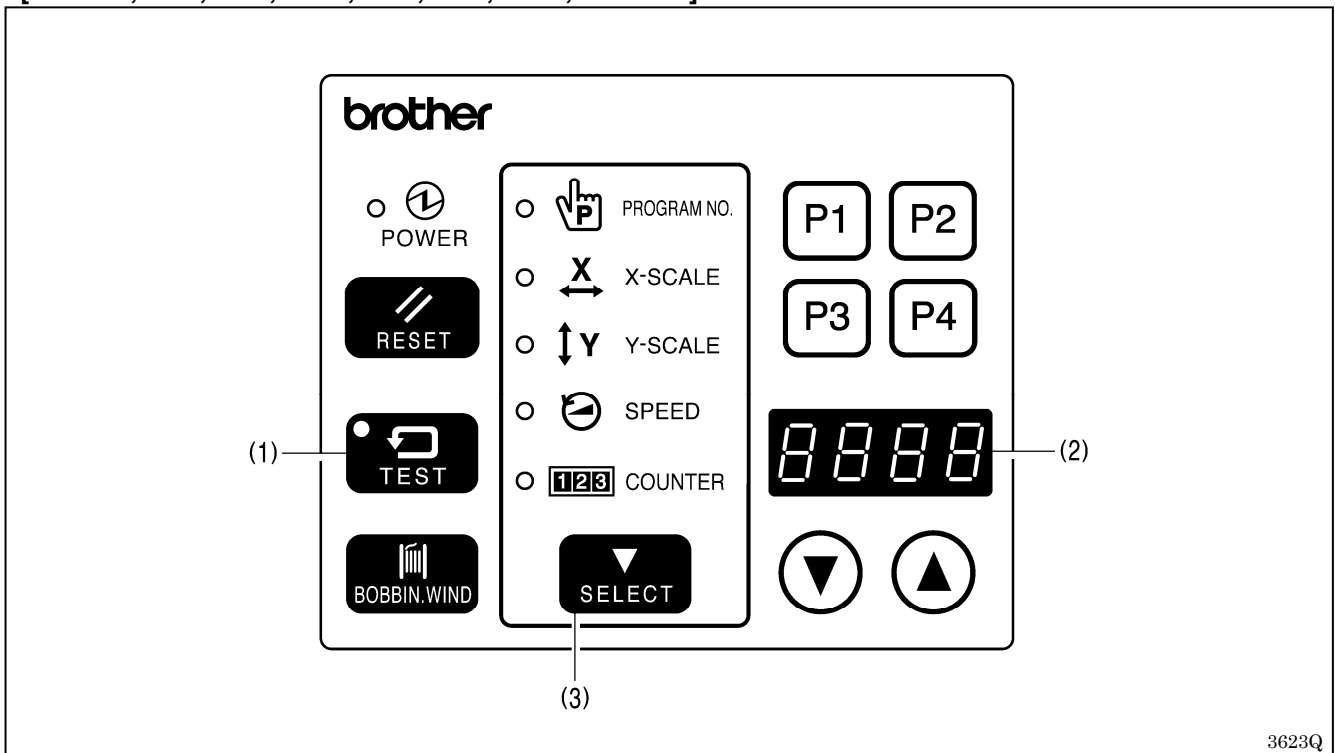 brother
POWER
RESET
(1)
TEST
BOBBIN.WIND
P PROGRAM NO.
X X-SCALE
Y Y-SCALE
SPEED
123 COUNTER
SELECT
(3)
P1 P2
P3 P4
8888
(2)
3623Q